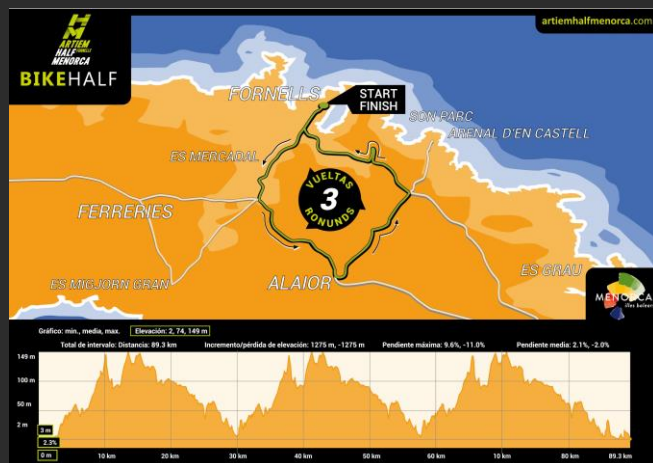 ARTIEM
HALF
MENORCA
BIKEHALF
artiemhalfmenorca.com
FORNELLS
START
FINISH
SON PARC
ARENAL D'EN CASTELL
ES MERCADAL
VUELTAS
3
RONUNDS
FERRERIES
ES MIGJORN GRAN
ALAIOR
ES GRAU
MENORCA
illes balears
Gráfico: min., media, max. Elevación: 2, 74, 149 m
Total de intervalo: Distancia: 89.3 km Incremento/pérdida de elevación: 1275 m, -1275 m Pendiente máxima: 9.6%, -11.0% Pendiente media: 2.1%, -2.0%
149 m
100 m
50 m
2 m
3 m
2.3%
0 m 10 km 20 km 30 km 40 km 50 km 60 km 70 km 80 km 89.3 km